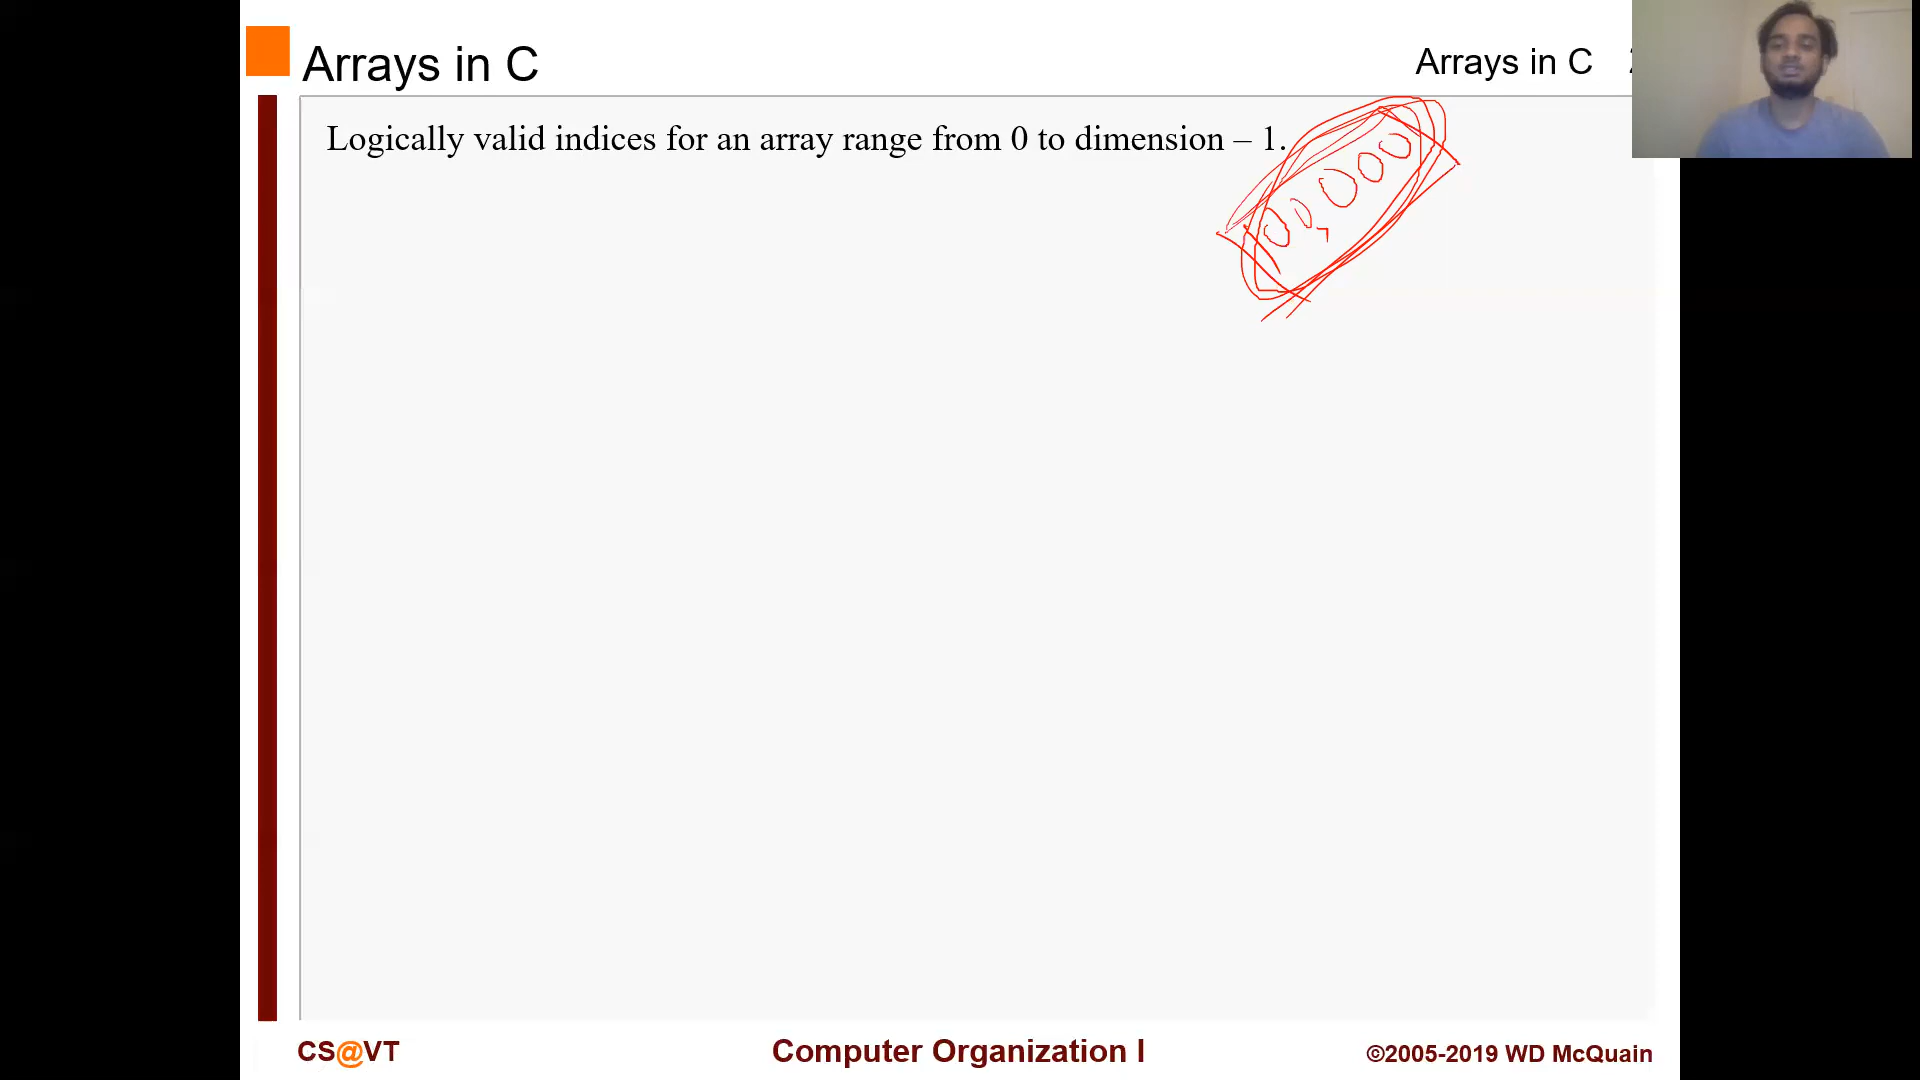 Arrays in C
Arrays in C
Logically valid indices for an array range from 0 to dimension – 1.
CS@VT
Computer Organization I
©2005-2019 WD McQuain